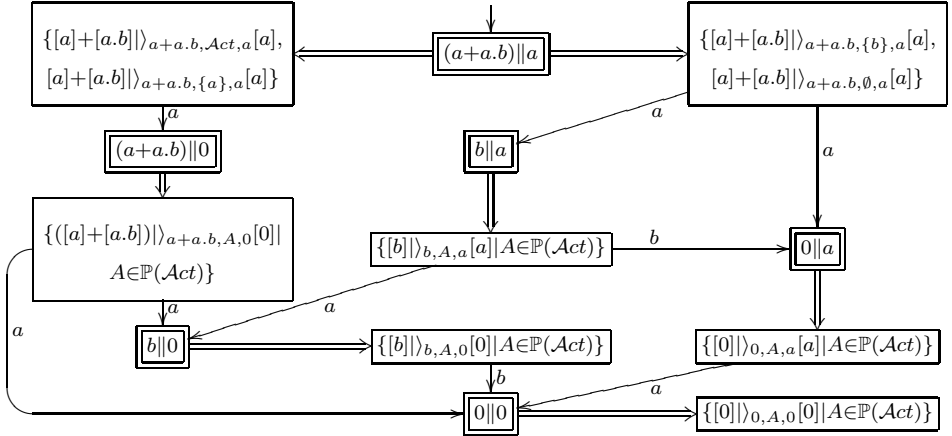 {[a]+[a.b]|⟩a+a.b,𝒜ct,a[a],
[a]+[a.b]|⟩a+a.b,{a},a[a]}
(a+a.b)∥a
{[a]+[a.b]|⟩a+a.b,{b},a[a],
[a]+[a.b]|⟩a+a.b,∅,a[a]}
a
a
(a+a.b)∥0
b∥a
a
{([a]+[a.b])|⟩a+a.b,A,0[0]|
A∈ℙ(𝒜ct)}
{[b]|⟩b,A,a[a]|A∈ℙ(𝒜ct)}
b
0∥a
a
a
a
b∥0
{[b]|⟩b,A,0[0]|A∈ℙ(𝒜ct)}
{[0]|⟩0,A,a[a]|A∈ℙ(𝒜ct)}
b
a
0∥0
{[0]|⟩0,A,0[0]|A∈ℙ(𝒜ct)}